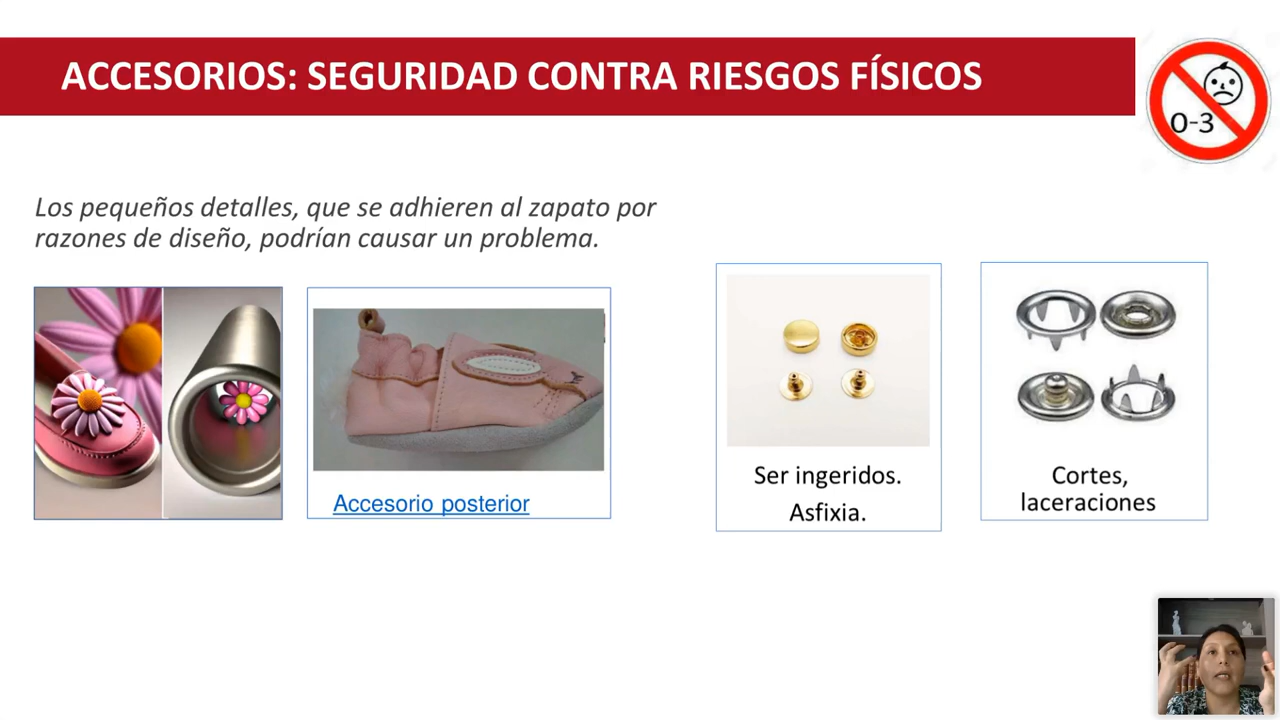 ACCESORIOS: SEGURIDAD CONTRA RIESGOS FÍSICOS
0-3
Los pequeños detalles, que se adhieren al zapato por
razones de diseño, podrían causar un problema.
Accesorio posterior
Ser ingeridos.
Asfixia.
Cortes,
laceraciones